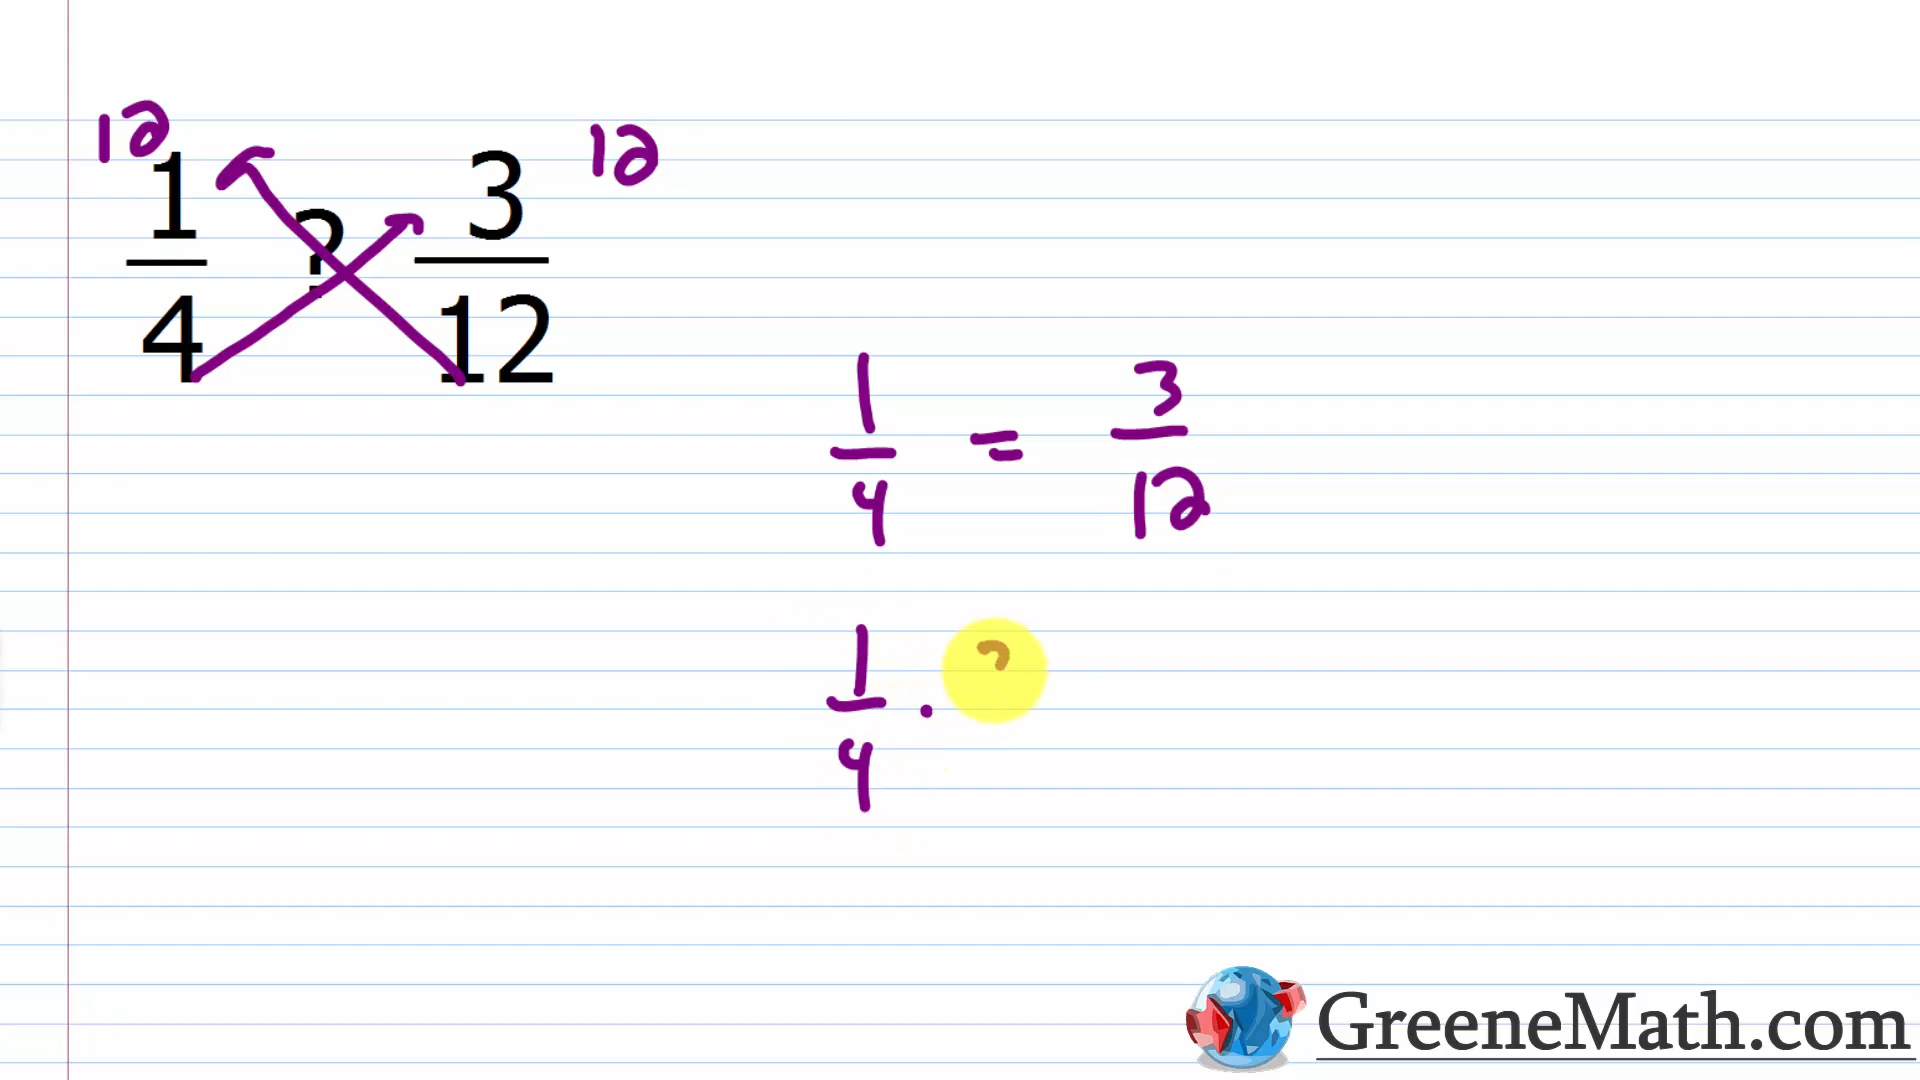 12 12
1/4 ? 3/12
1/4 = 3/12
1/4 ·
GreeneMath.com